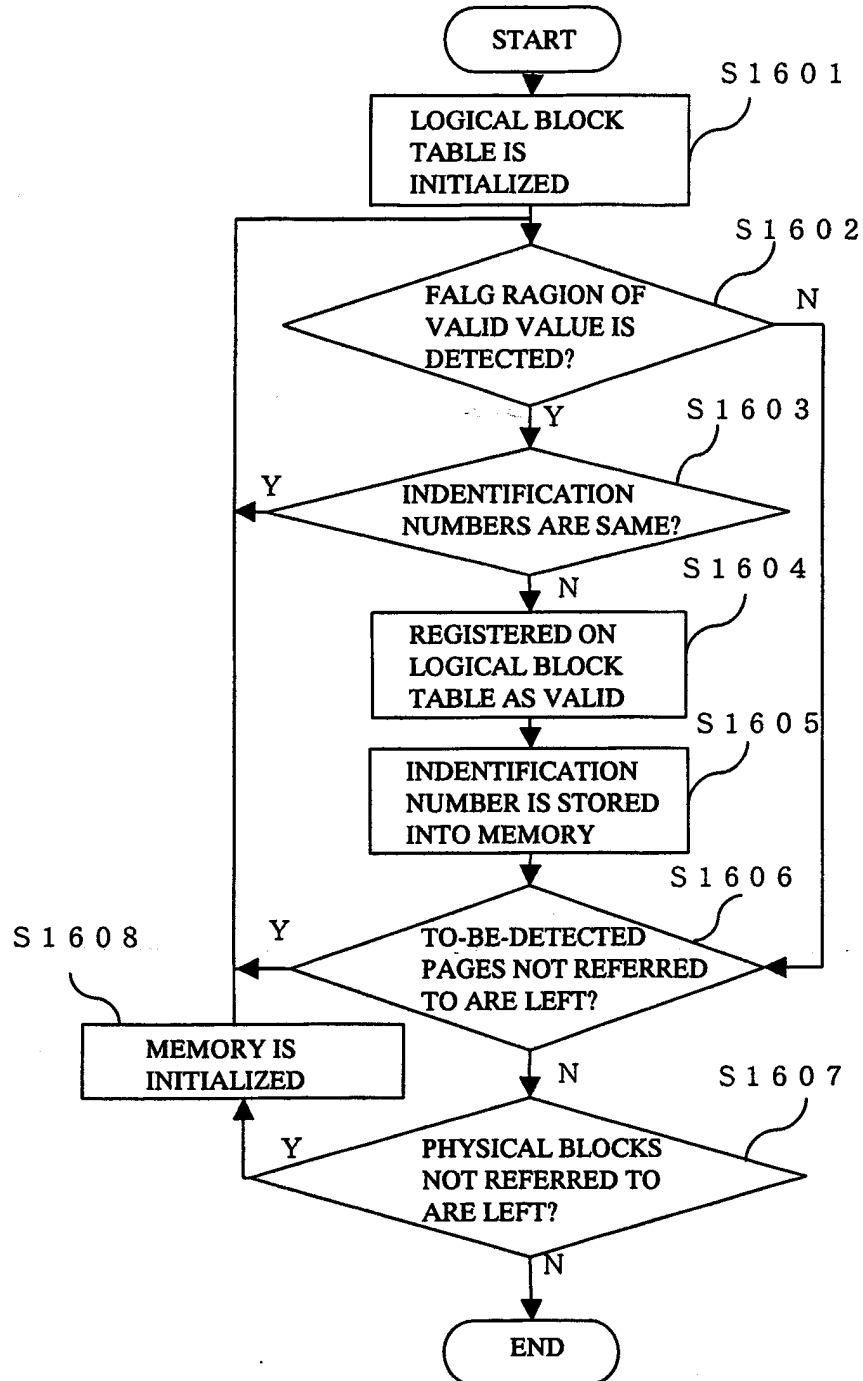 START
S1601
LOGICAL BLOCK
TABLE IS
INITIALIZED
S1602
FALG RAGION OF
VALID VALUE IS
DETECTED?
N
Y
S1603
Y
INDENTIFICATION
NUMBERS ARE SAME?
N
S1604
REGISTERED ON
LOGICAL BLOCK
TABLE AS VALID
S1605
INDENTIFICATION
NUMBER IS STORED
INTO MEMORY
S1606
Y
TO-BE-DETECTED
PAGES NOT REFERRED
TO ARE LEFT?
S1608
MEMORY IS
INITIALIZED
N
S1607
Y
PHYSICAL BLOCKS
NOT REFERRED TO
ARE LEFT?
N
END